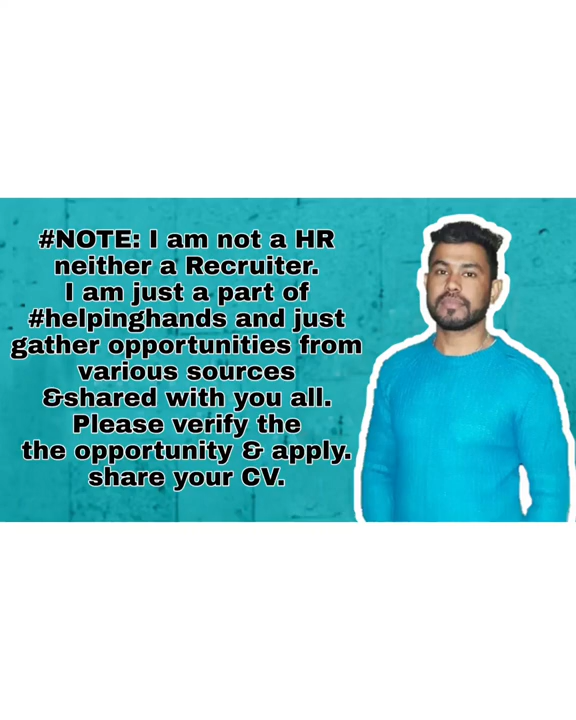 #NOTE: I am not a HR
neither a Recruiter.
I am just a part of
#helpinghands and just
gather opportunities from
various sources
&shared with you all.
Please verify the
the opportunity & apply.
share your CV.